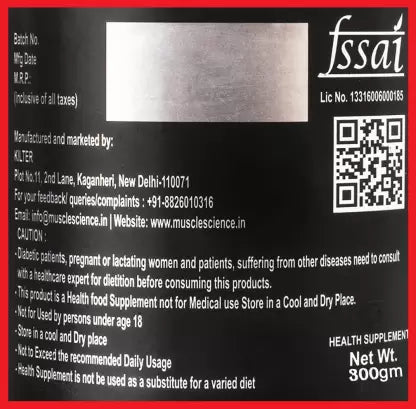 Batch No.
Mfg Date
M.R.P.:
(inclusive of all taxes)
fssai
Lic No. 13316006000185
Manufactured and marketed by:
KILTER
Plot No.11, 2nd Lane, Kaganheri, New Delhi-110071
For your feedback/ queries/complaints : +91-8826010316
Email: info@musclescience.in | Website: www.musclescience.in
CAUTION :
- Diabetic patients, pregnant or lactating women and patients, suffering from other diseases need to consult
with a healthcare expert for dietition before consuming this products.
- This product is a Health food Supplement not for Medical use Store in a Cool and Dry Place.
- Not for Used by persons under age 18
- Store in a cool and Dry place
- Not to Exceed the recommended Daily Usage
- Health Supplement is not be used as a substitute for a varied diet
HEALTH SUPPLEMENT
Net Wt.
300gm